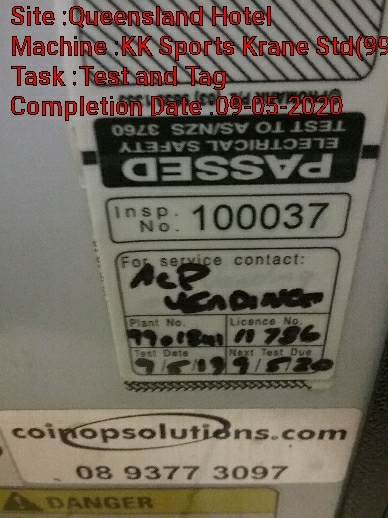 Site :Queensland Hotel
Machine :KK Sports Krane Std(99
Task :Test and Tag
Completion Date :09-05-2020
TEST TO AS/NZS 3760
ELECTRICAL SAFETY
PASSED
Insp. No. 100037
For service contact:
ACP
VENDING
Plant No. Licence No.
11786
Test Date Next Test Due
9/5/19 9/5/20
coinopsolutions.com
08 9377 3097
DANGER